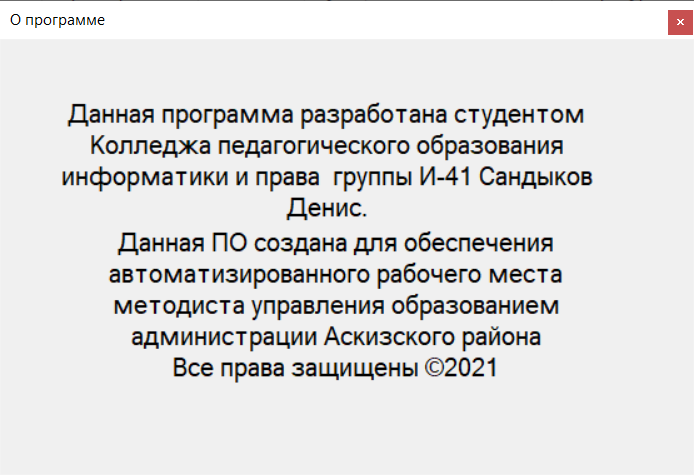 О программе
Данная программа разработана студентом
Колледжа педагогического образования
информатики и права  группы И-41 Сандыков
Денис.
Данная ПО создана для обеспечения
автоматизированного рабочего места
методиста управления образованием
администрации Аскизского района
Все права защищены ©2021